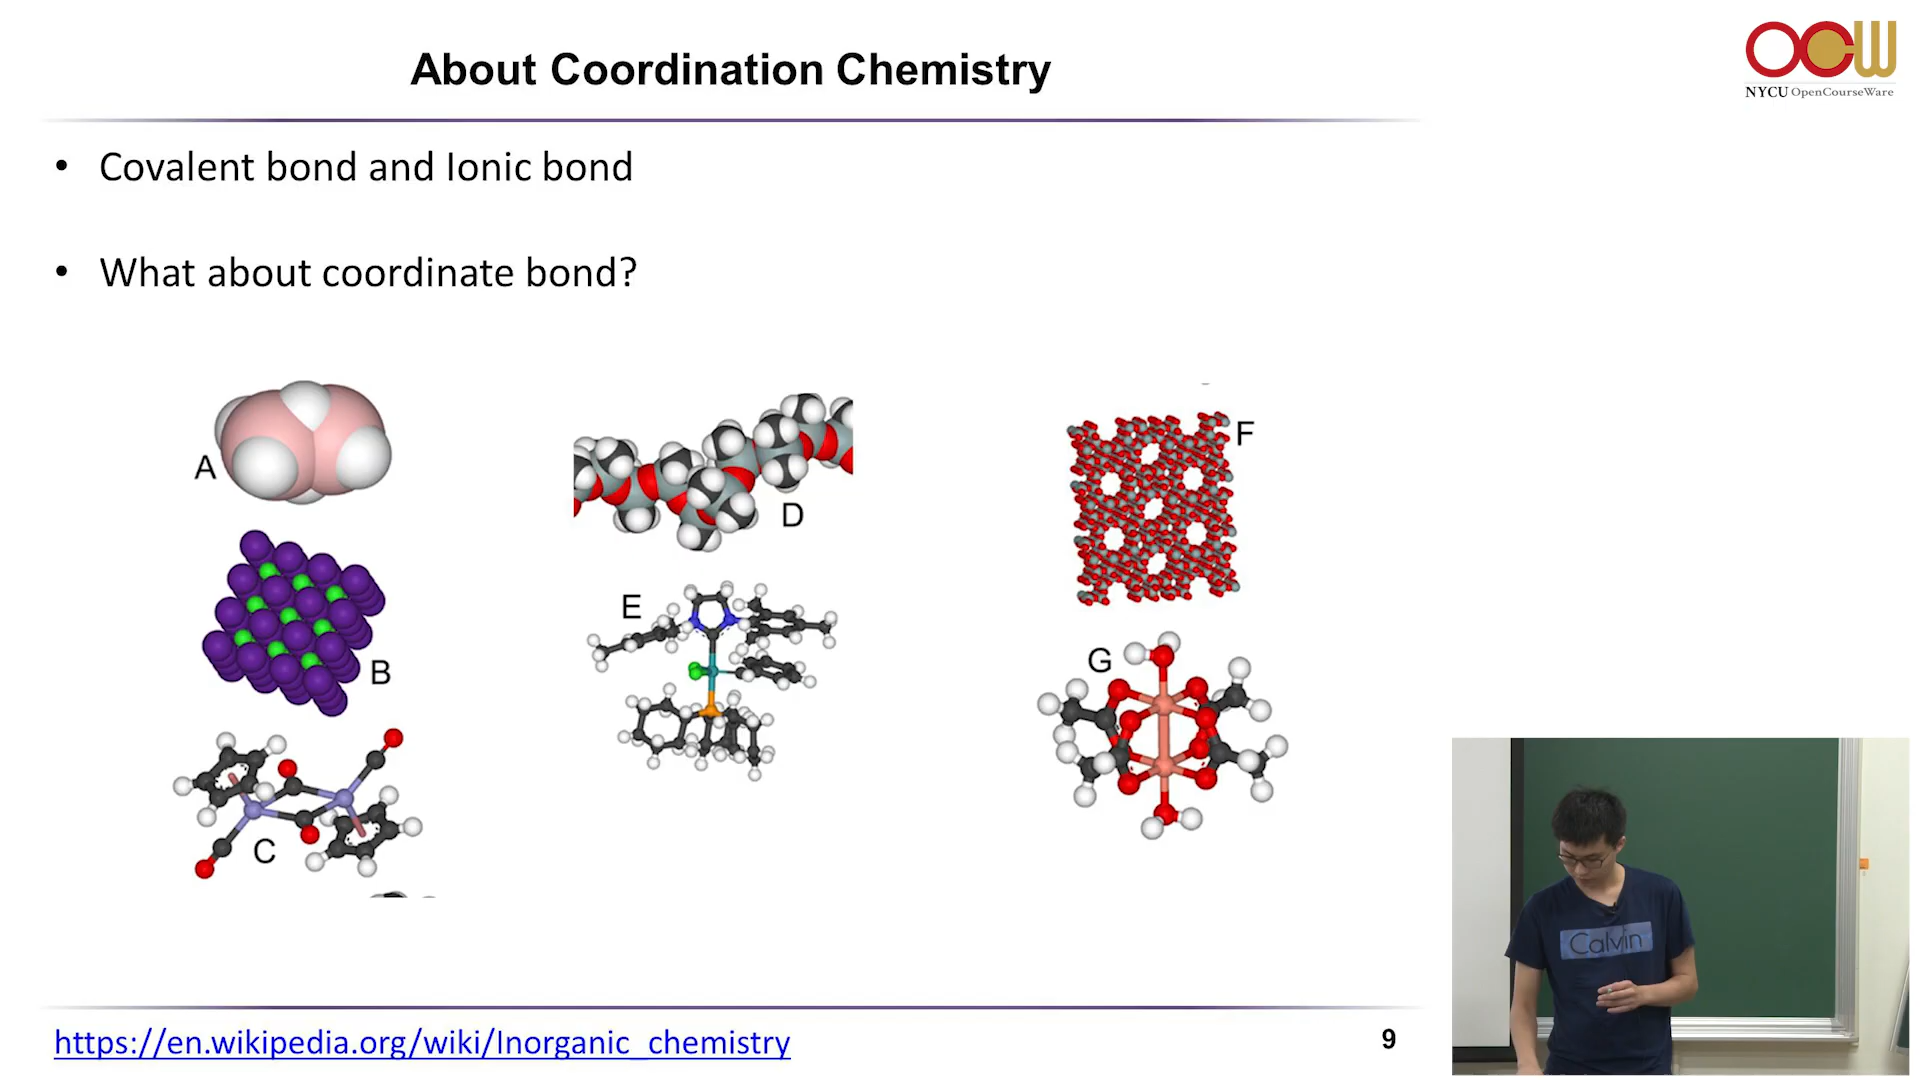 About Coordination Chemistry
OCW
NYCU OpenCourseWare
• Covalent bond and Ionic bond
• What about coordinate bond?
A
B
C
D
E
F
G
Calvin
https://en.wikipedia.org/wiki/Inorganic_chemistry
9